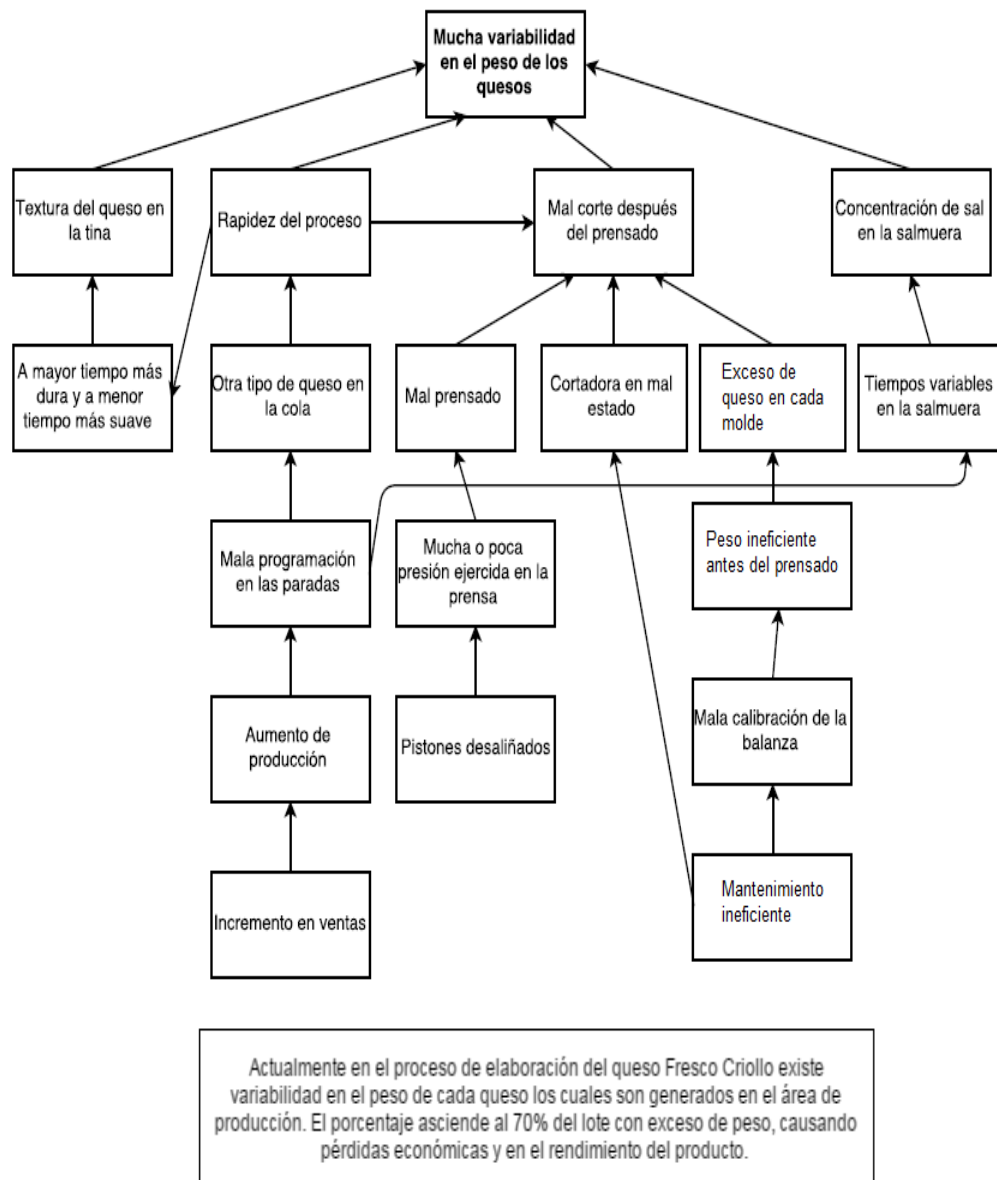 Mucha variabilidad
en el peso de los
quesos
Textura del queso en
la tina
Rapidez del proceso
Mal corte después
del prensado
Concentración de sal
en la salmuera
A mayor tiempo más
dura y a menor
tiempo más suave
Otra tipo de queso en
la cola
Mal prensado
Cortadora en mal
estado
Exceso de
queso en cada
molde
Tiempos variables
en la salmuera
Mala programación
en las paradas
Mucha o poca
presión ejercida en la
prensa
Peso ineficiente
antes del prensado
Aumento de
producción
Pistones desaliñados
Mala calibración de la
balanza
Incremento en ventas
Mantenimiento
ineficiente
Actualmente en el proceso de elaboración del queso Fresco Criollo existe
variabilidad en el peso de cada queso los cuales son generados en el área de
producción. El porcentaje asciende al 70% del lote con exceso de peso, causando
pérdidas económicas y en el rendimiento del producto.